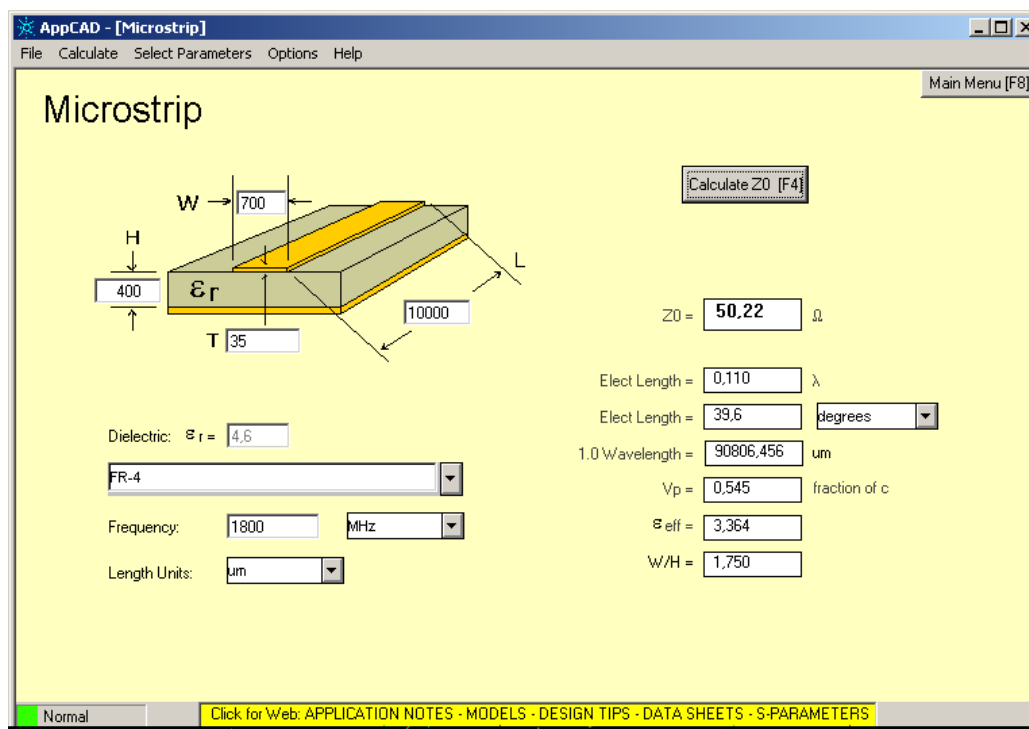 AppCAD - [Microstrip]
File Calculate Select Parameters Options Help
Main Menu [F8]
Microstrip
Calculate Z0 [F4]
W 700
H
L
400
εr
10000
Z0 = 50,22 Ω
T 35
Elect Length = 0,110 λ
Elect Length = 39,6 degrees
Dielectric: εr = 4,6
1.0 Wavelength = 90806,456 um
FR-4
Vp = 0,545 fraction of c
Frequency: 1800 MHz
εeff = 3,364
W/H = 1,750
Length Units: um
Normal
Click for Web: APPLICATION NOTES - MODELS - DESIGN TIPS - DATA SHEETS - S-PARAMETERS